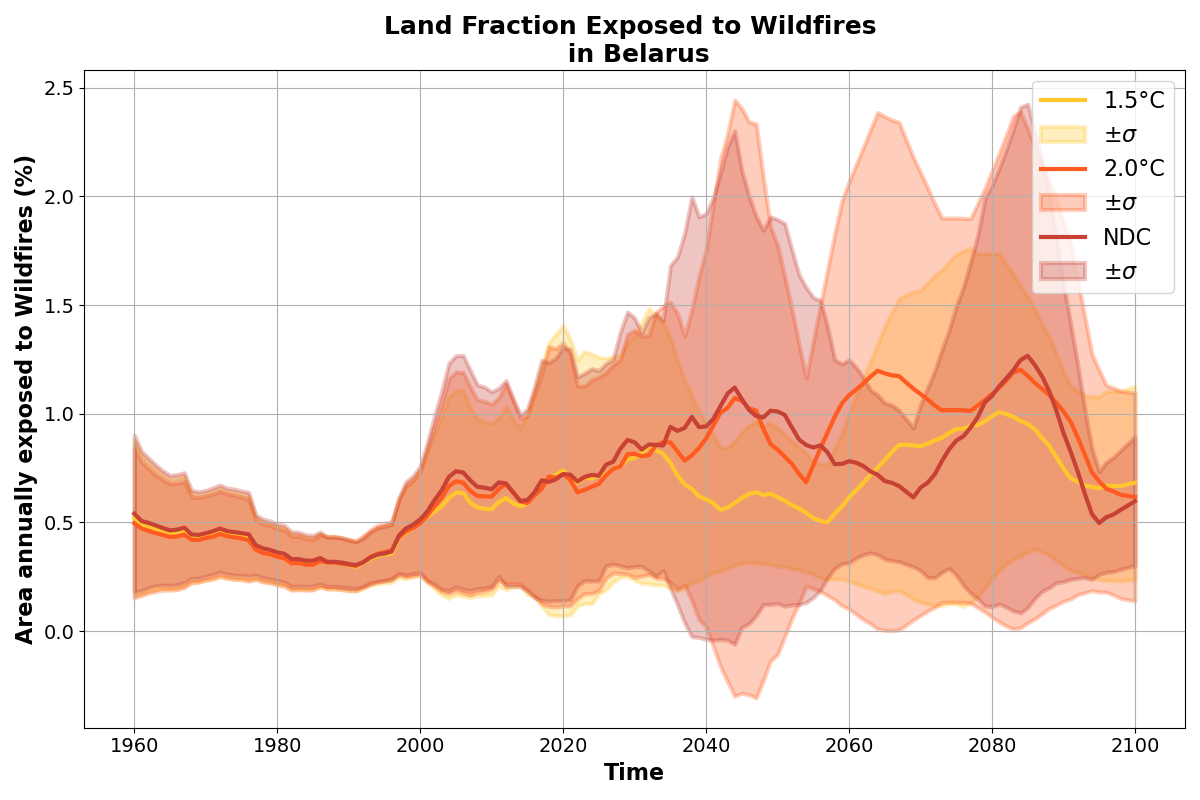 Land Fraction Exposed to Wildfires
in Belarus
Area annually exposed to Wildfires (%)
2.5
2.0
1.5
1.0
0.5
0.0
1.5°C
±σ
2.0°C
±σ
NDC
±σ
1960 1980 2000 2020 2040 2060 2080 2100
Time